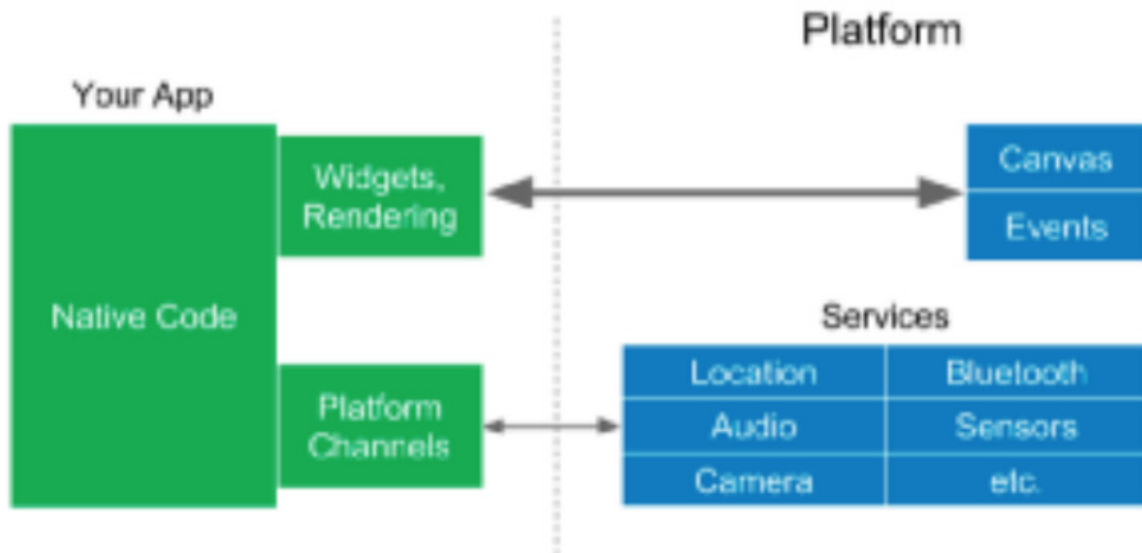 Platform
Your App
Widgets,
Rendering
Canvas
Events
Native Code
Services
Platform
Channels
Location
Bluetooth
Audio
Sensors
Camera
etc.